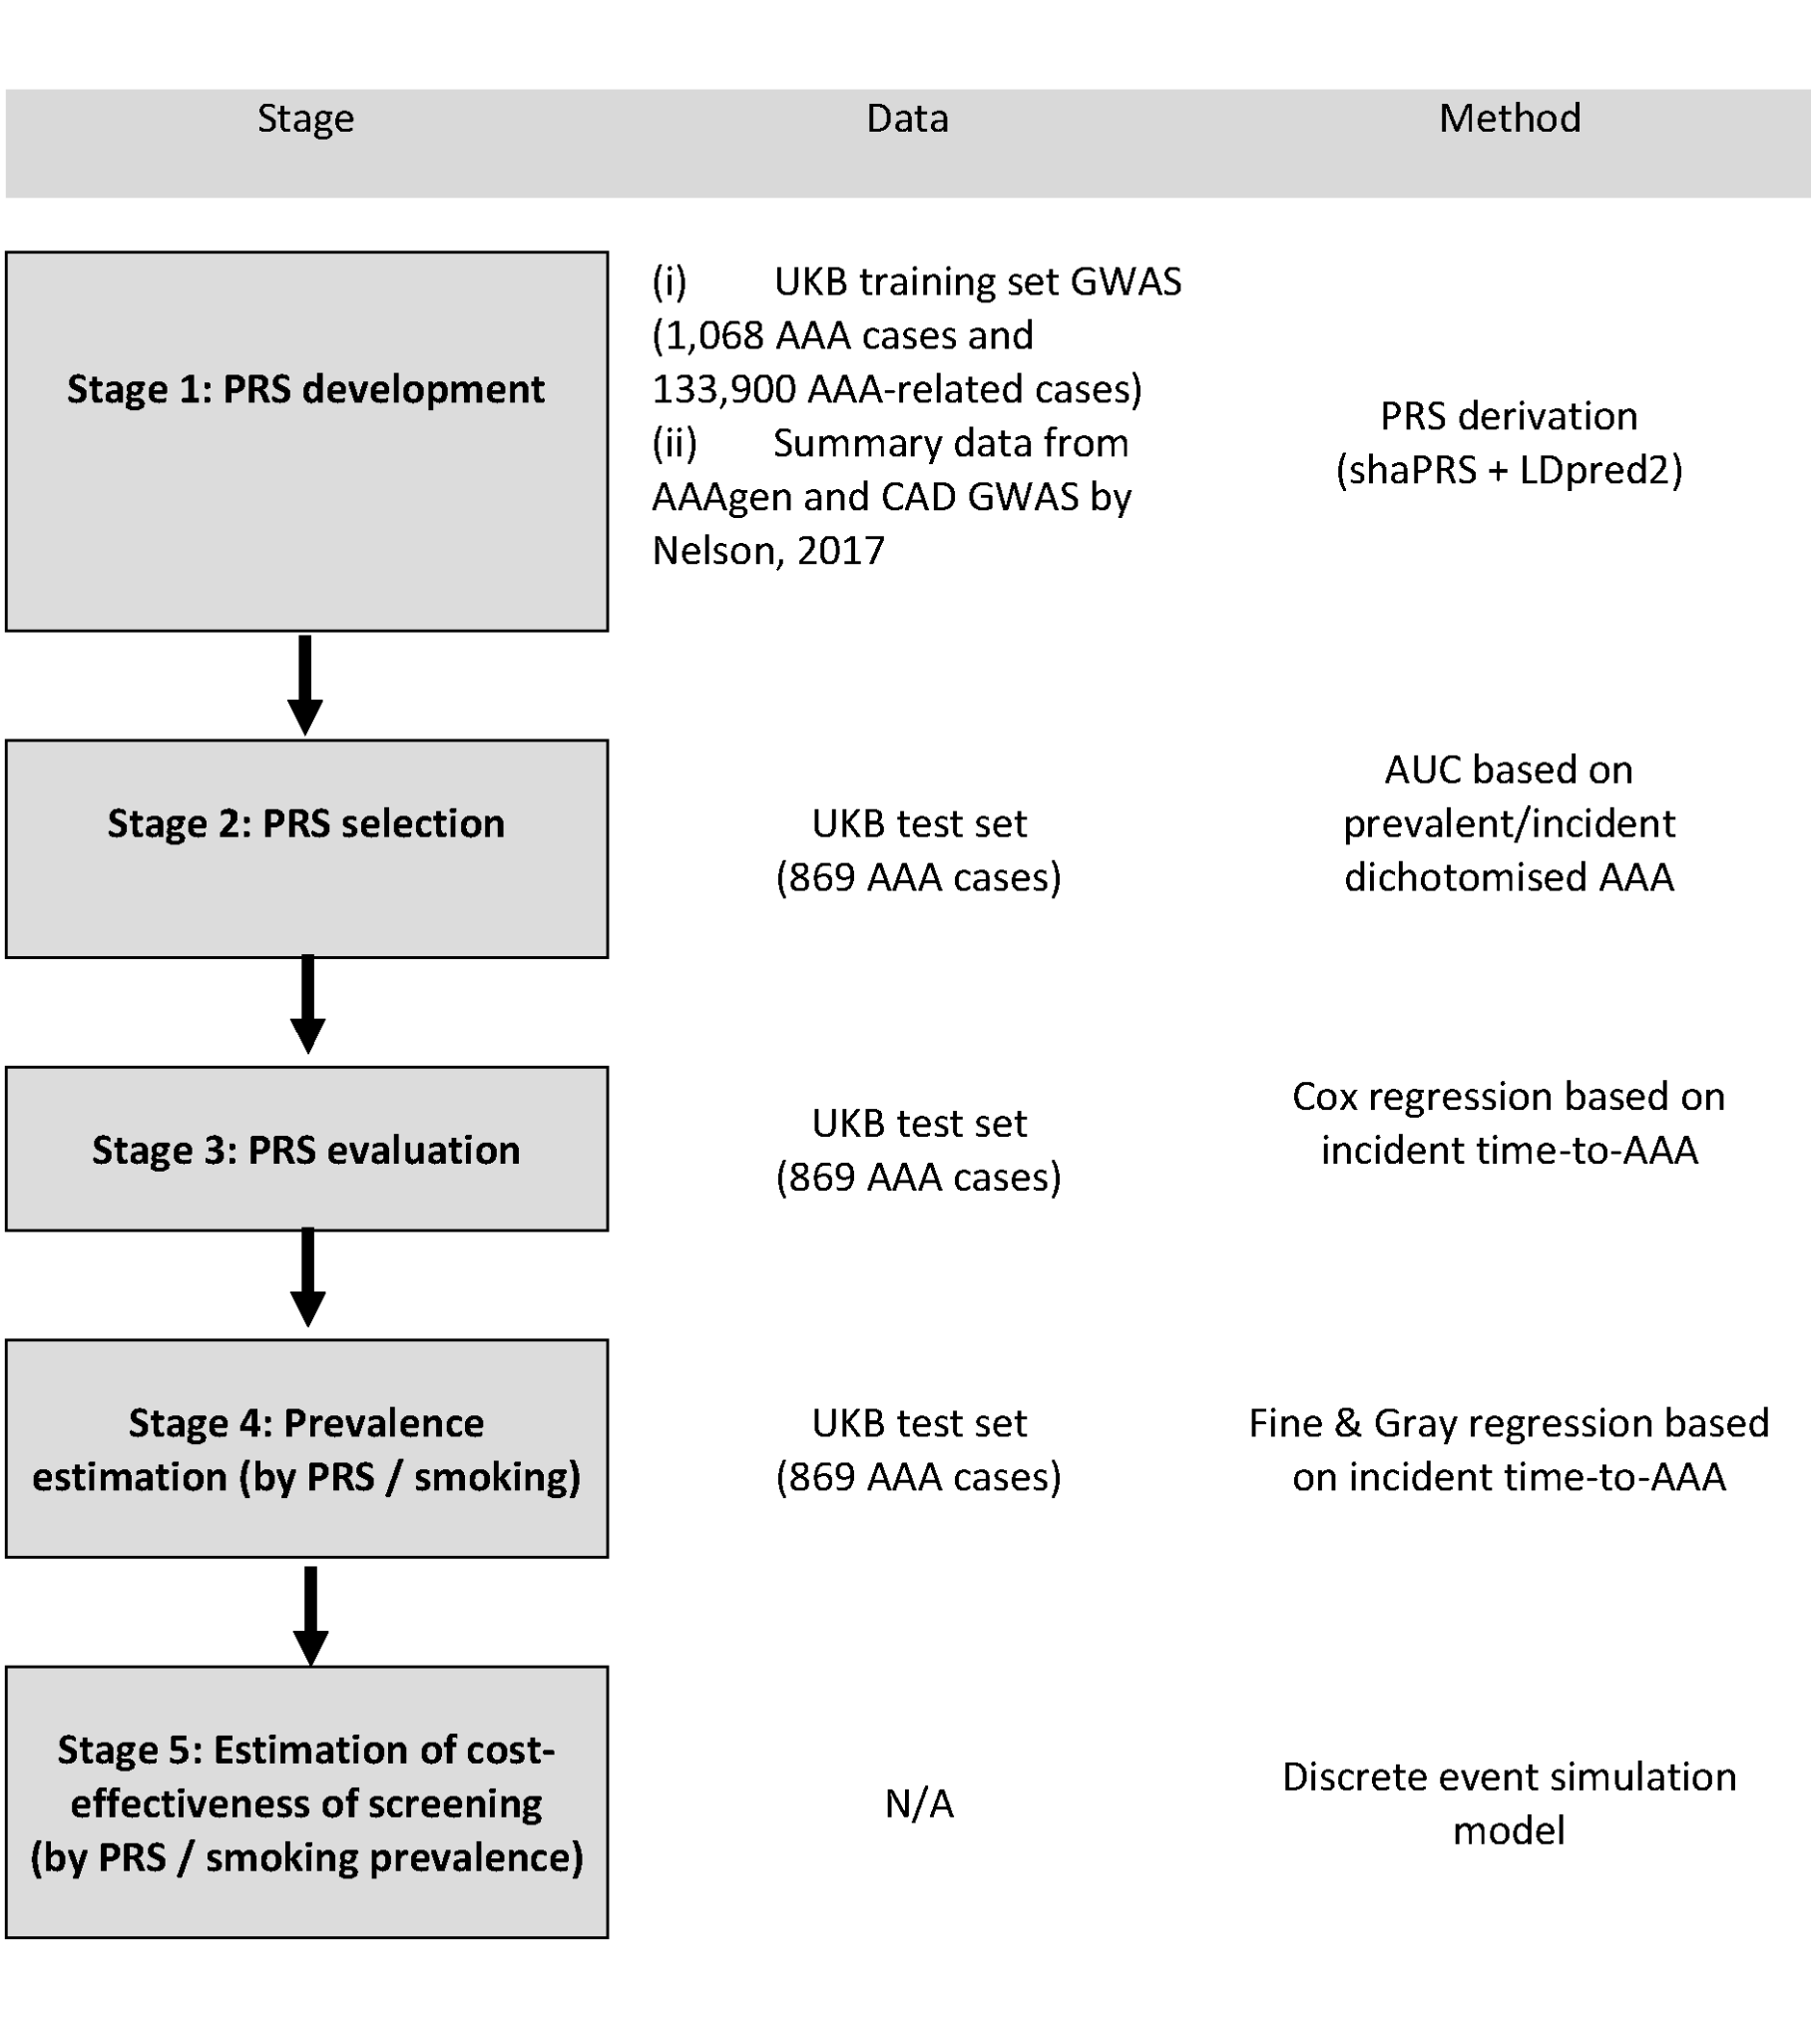 Stage Data Method
Stage 1: PRS development
(i) UKB training set GWAS
(1,068 AAA cases and
133,900 AAA-related cases)
(ii) Summary data from
AAAgen and CAD GWAS by
Nelson, 2017
PRS derivation
(shaPRS + LDpred2)
Stage 2: PRS selection
UKB test set
(869 AAA cases)
AUC based on
prevalent/incident
dichotomised AAA
Stage 3: PRS evaluation
UKB test set
(869 AAA cases)
Cox regression based on
incident time-to-AAA
Stage 4: Prevalence
estimation (by PRS / smoking)
UKB test set
(869 AAA cases)
Fine & Gray regression based
on incident time-to-AAA
Stage 5: Estimation of cost-
effectiveness of screening
(by PRS / smoking prevalence)
N/A
Discrete event simulation
model